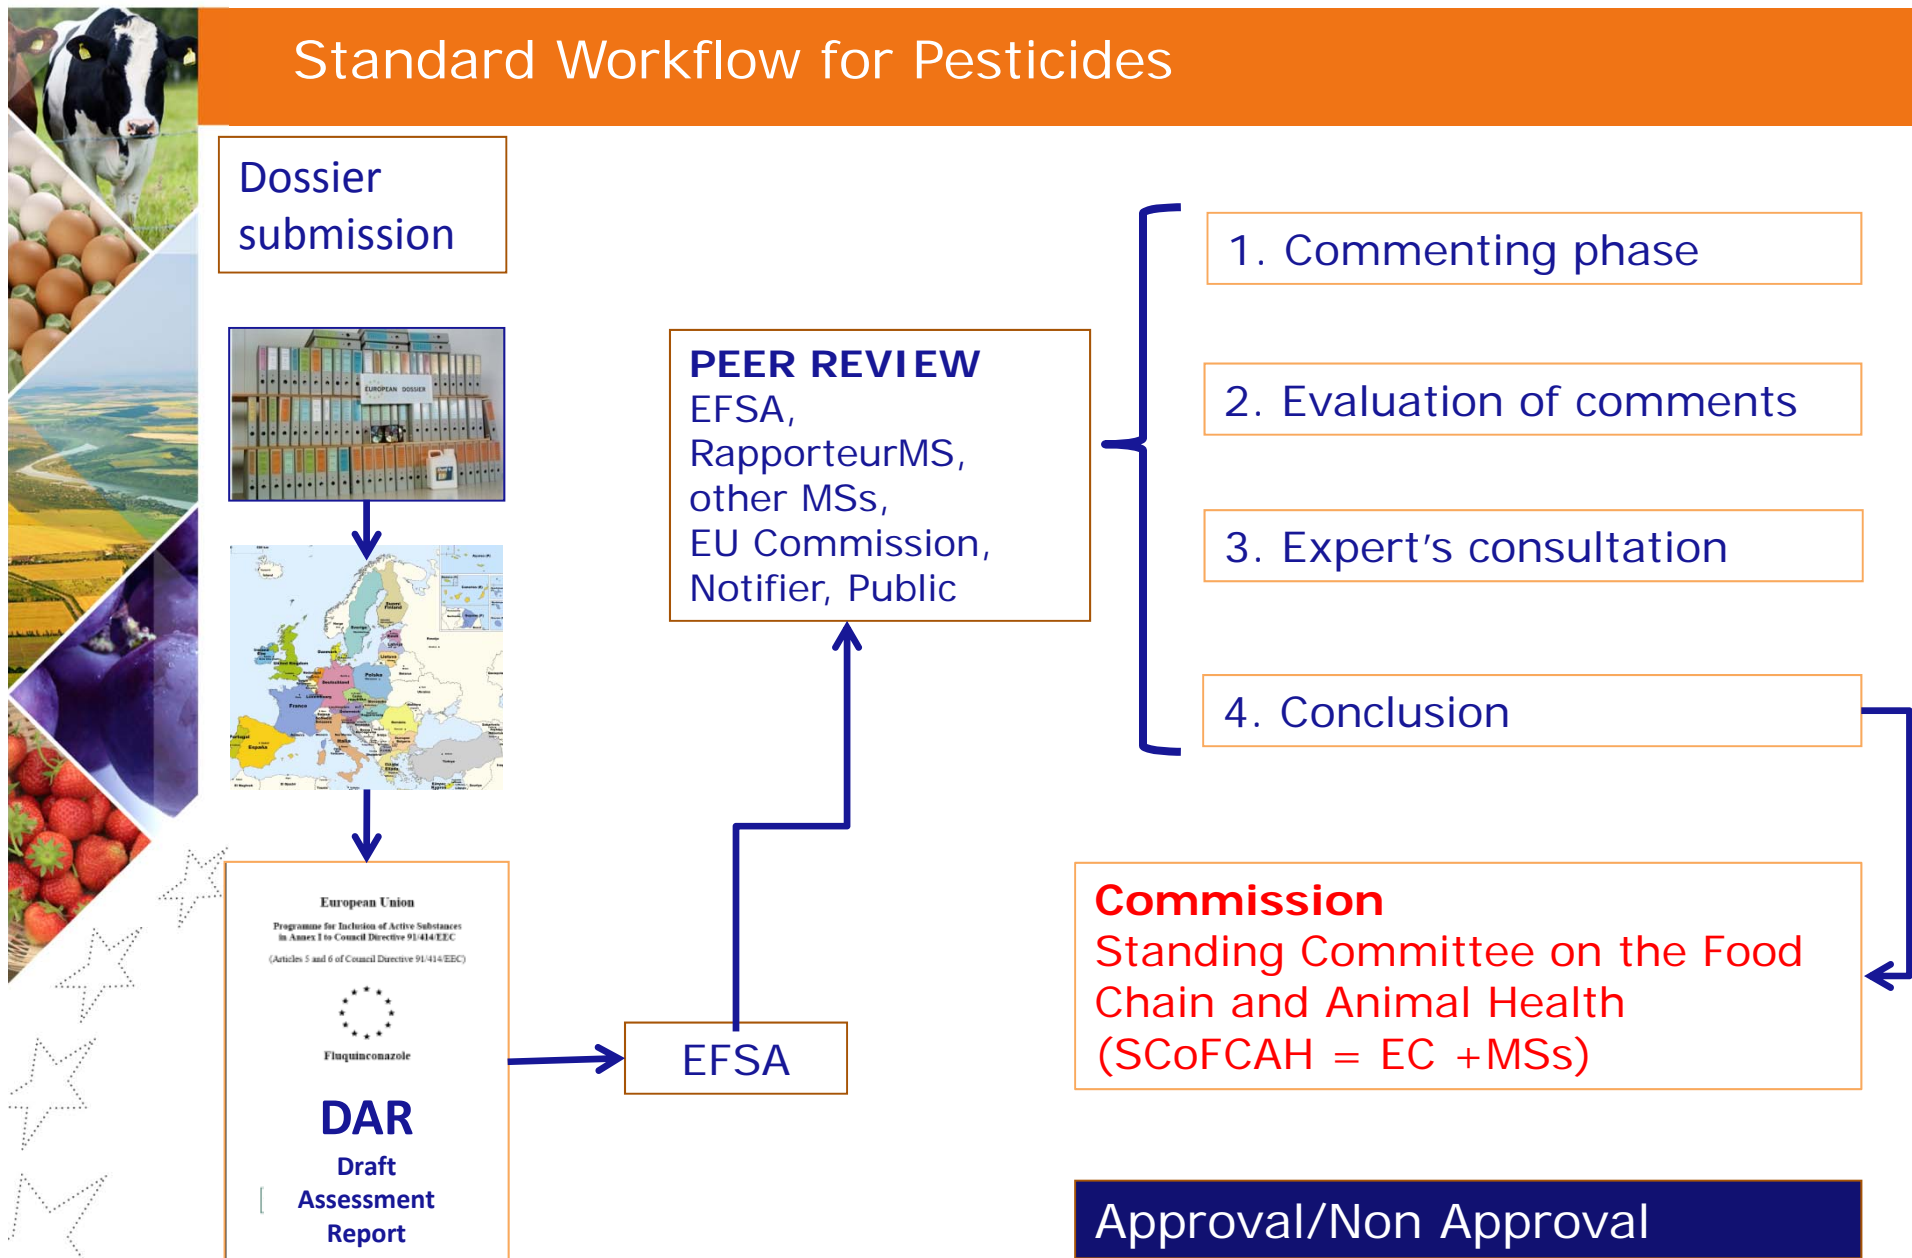 Standard Workflow for Pesticides
Dossier
submission
EUROPEAN DOSSIER
European Union
Programme for Inclusion of Active Substances
in Annex I to Council Directive 91/414/EEC
(Articles 5 and 6 of Council Directive 91/414/EEC)
Fluquinconazole
DAR
Draft
Assessment
Report
EFSA
PEER REVIEW
EFSA,
RapporteurMS,
other MSs,
EU Commission,
Notifier, Public
1. Commenting phase
2. Evaluation of comments
3. Expert's consultation
4. Conclusion
Commission
Standing Committee on the Food
Chain and Animal Health
(SCoFCAH = EC +MSs)
Approval/Non Approval